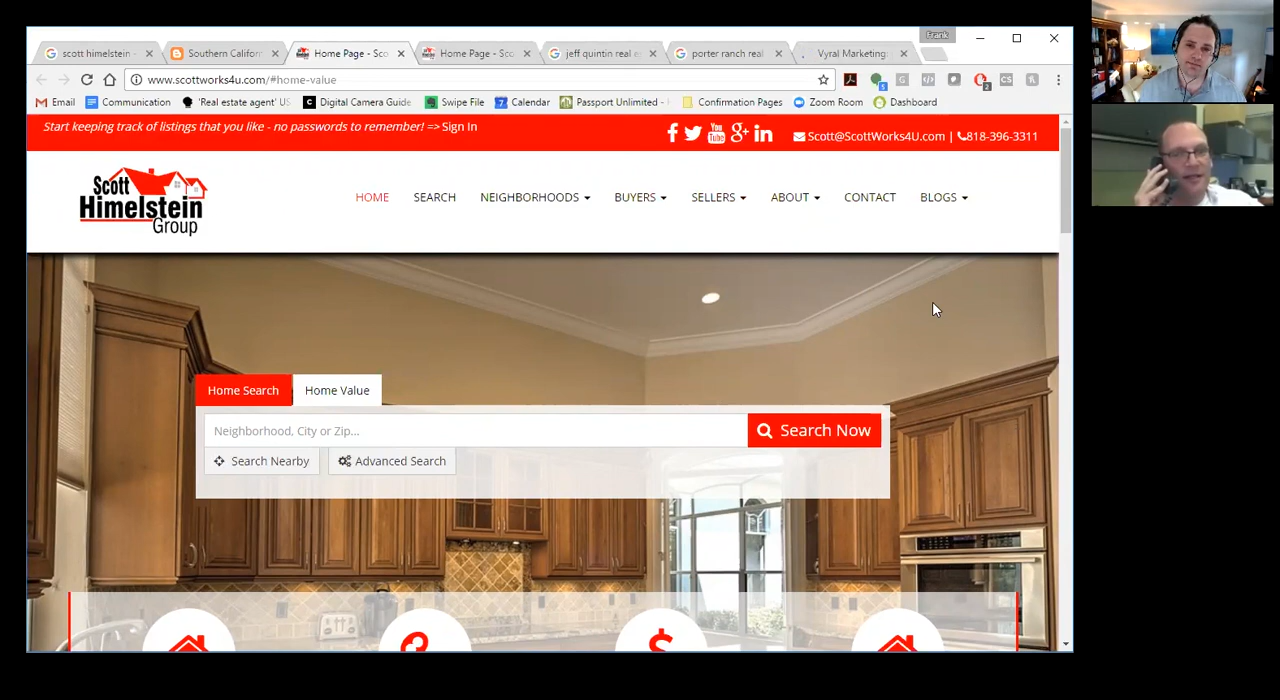 Frank
scott himelstein -
Southern Californ
Home Page - Sco
Home Page - Sco
jeff quintin real es
porter ranch real
Vyral Marketing:
www.scottworks4u.com/#home-value
Email
Communication
'Real estate agent' US
Digital Camera Guide
Swipe File
Calendar
Passport Unlimited -
Confirmation Pages
Zoom Room
Dashboard
Start keeping track of listings that you like - no passwords to remember! => Sign In
You
Tube
Scott@ScottWorks4U.com | 818-396-3311
Scott
Himelstein
Group
HOME
SEARCH
NEIGHBORHOODS
BUYERS
SELLERS
ABOUT
CONTACT
BLOGS
Home Search
Home Value
Neighborhood, City or Zip...
Search Now
Search Nearby
Advanced Search